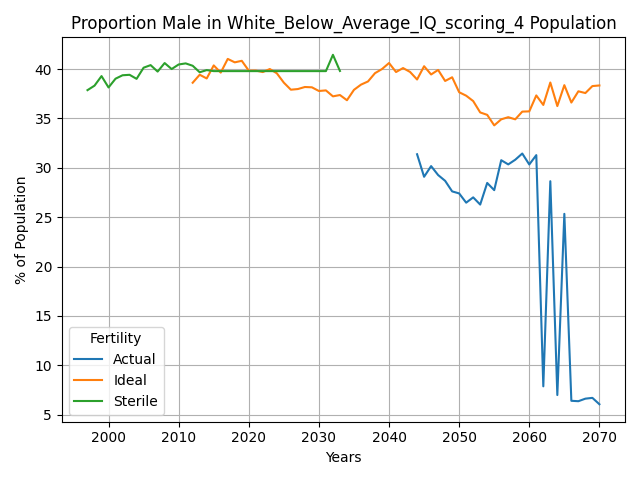 Proportion Male in White_Below_Average_IQ_scoring_4 Population
% of Population
40
35
30
25
20
15
10
5
Fertility
Actual
Ideal
Sterile
2000 2010 2020 2030 2040 2050 2060 2070
Years